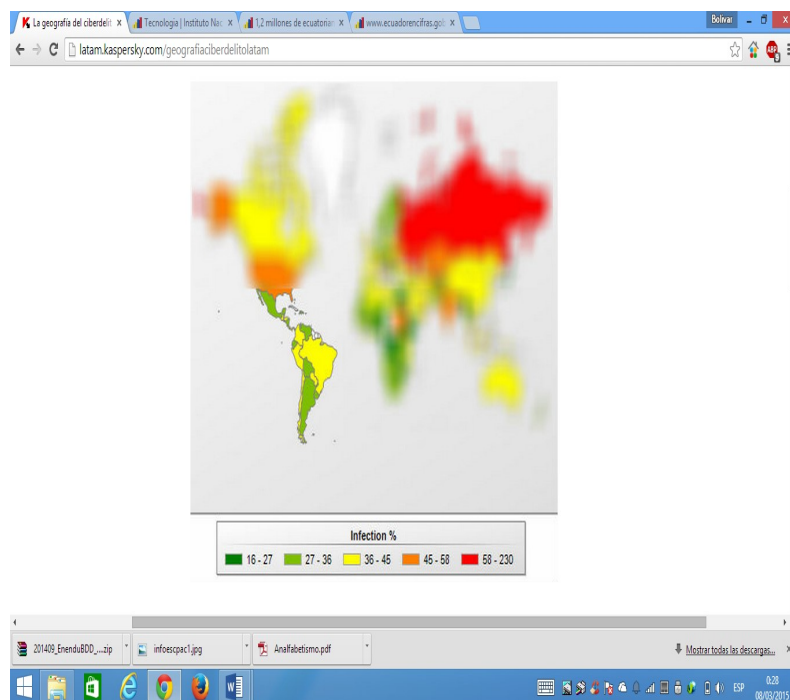 La geografía del ciberdelit
Tecnologia | Instituto Nac
1,2 millones de ecuatorian
www.ecuadorencifras.gob
Bolivar
latam.kaspersky.com/geografiaciberdelitolatam
ABP
Infection %
16 - 27 27 - 36 36 - 45 45 - 58 58 - 230
201409_EnenduBDD_....zip
infoescpac1.jpg
Analfabetismo.pdf
Mostrar todas las descargas...
ESP
0:28
08/03/2015